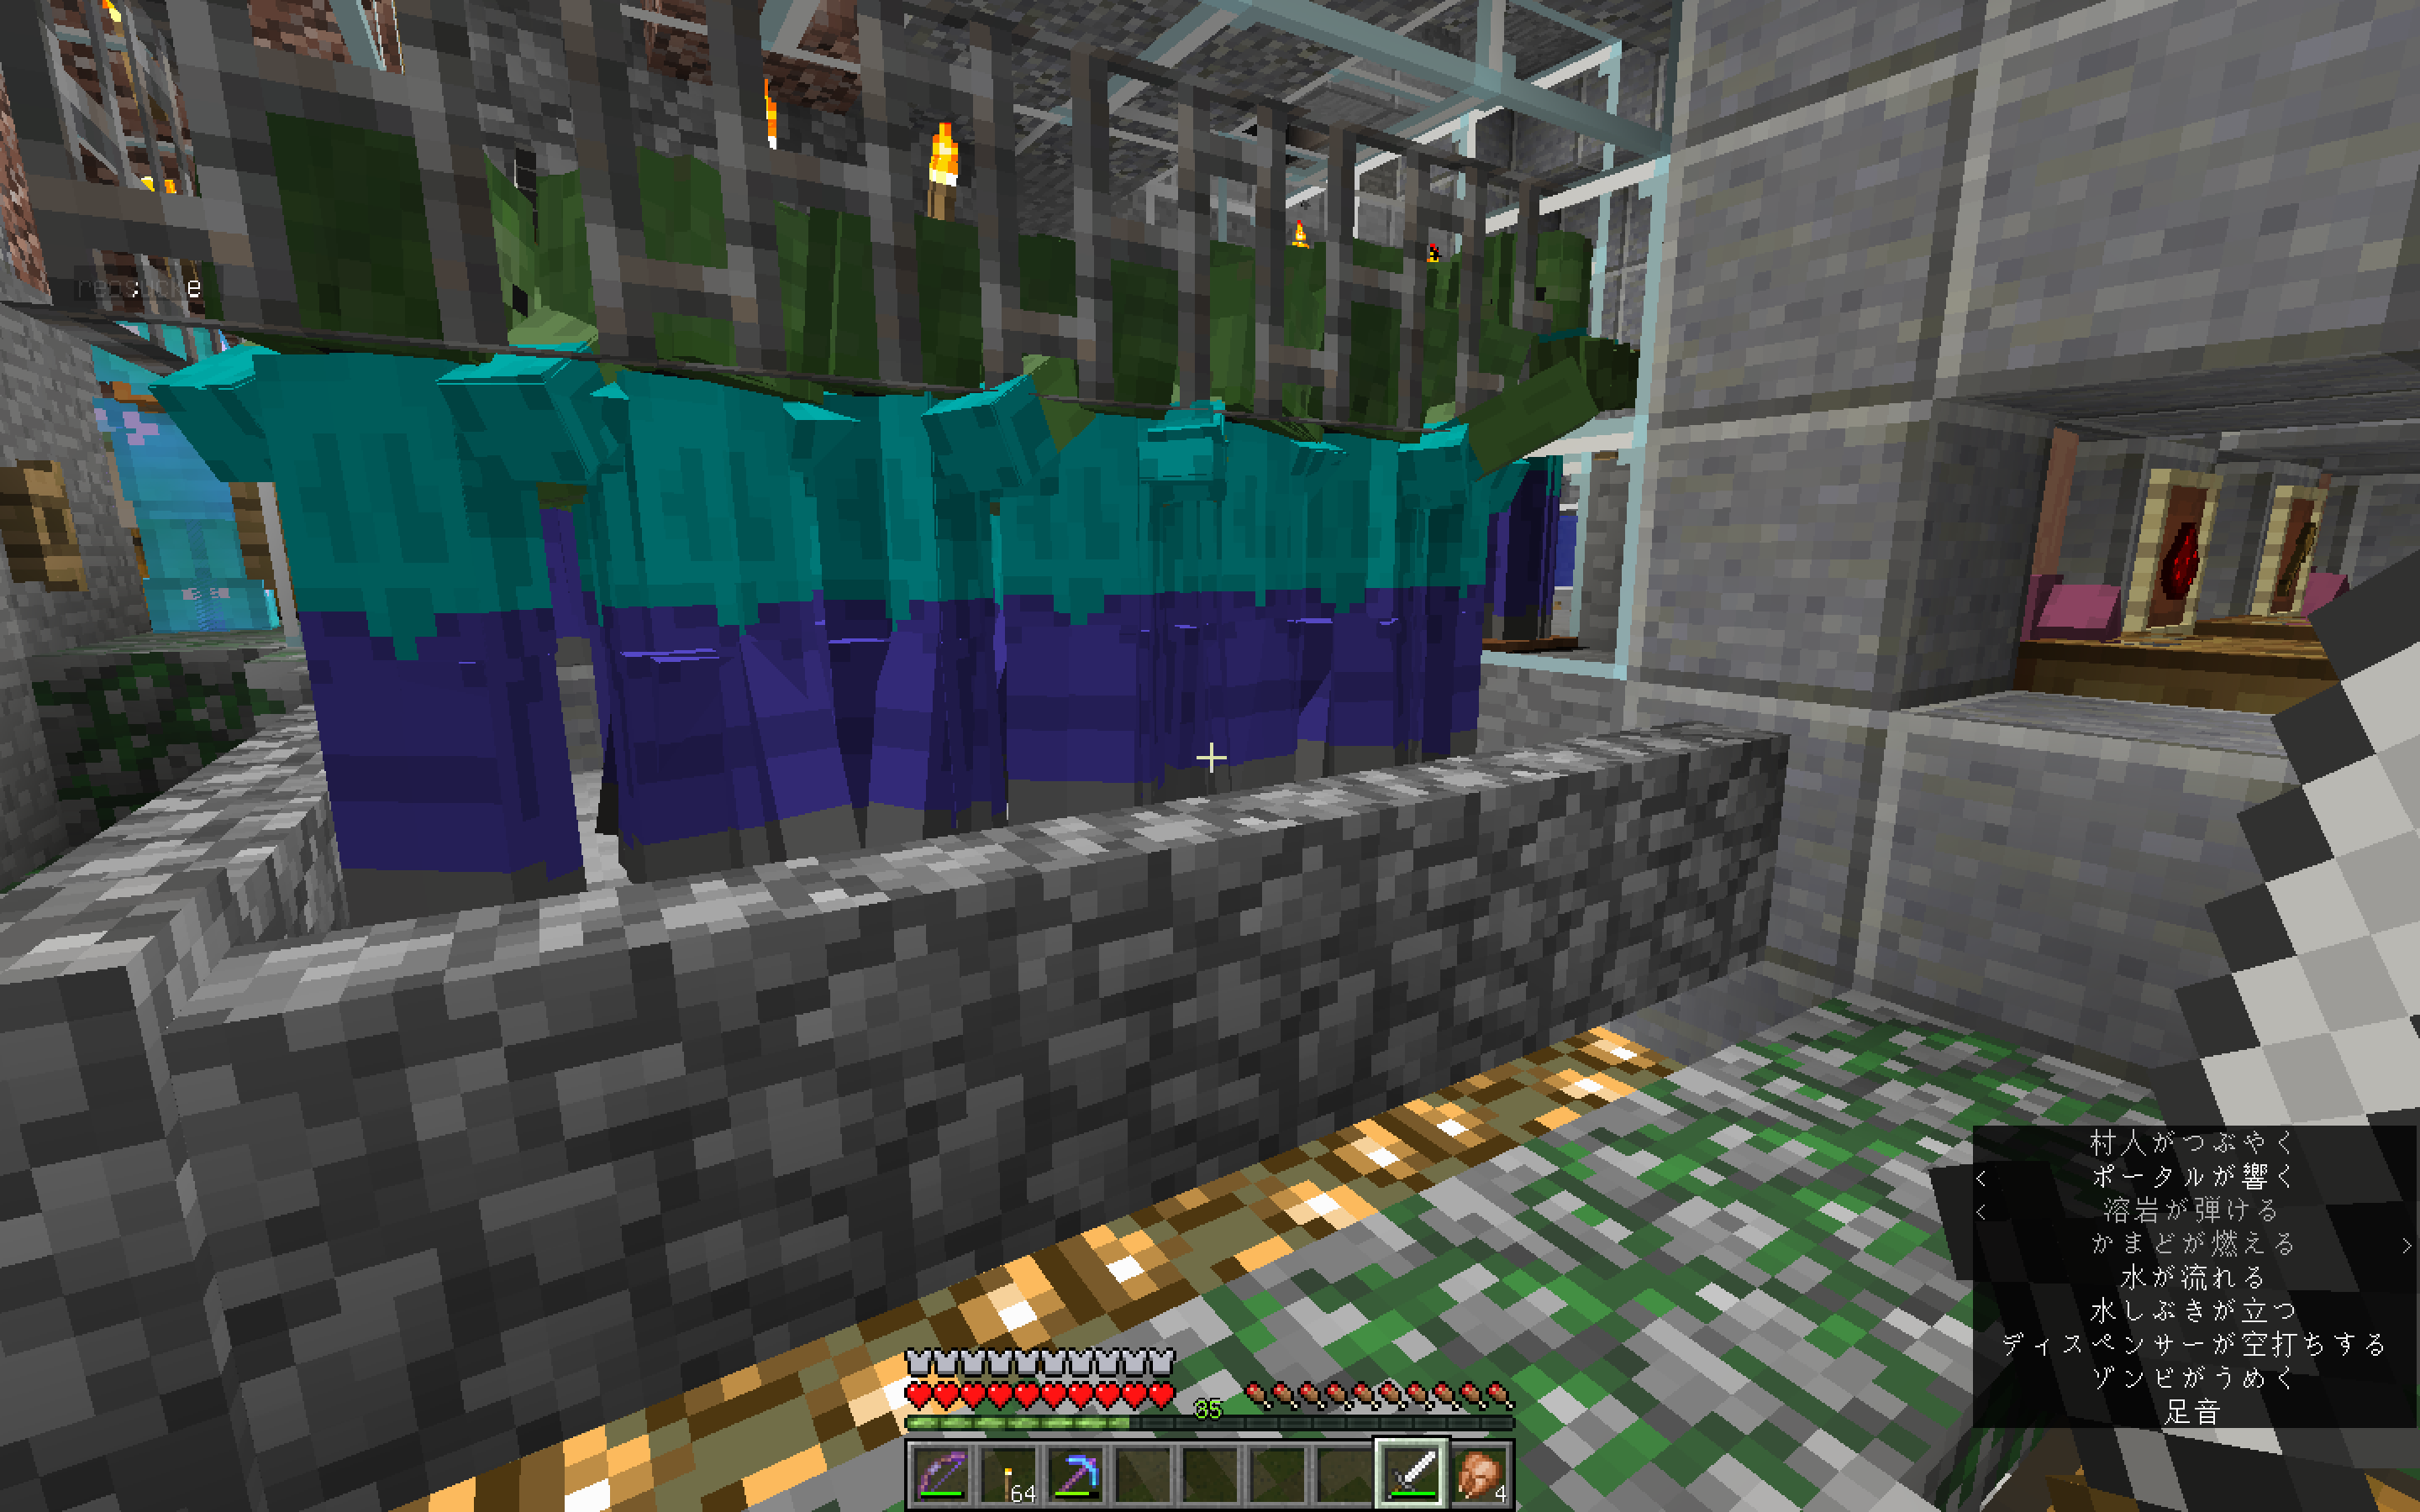 村人がつぶやく
< ポータルが響く
< 溶岩が弾ける
かまどが燃える >
水が流れる
水しぶきが立つ
ディスペンサーが空打ちする
ゾンビがうめく
足音
35
64
4